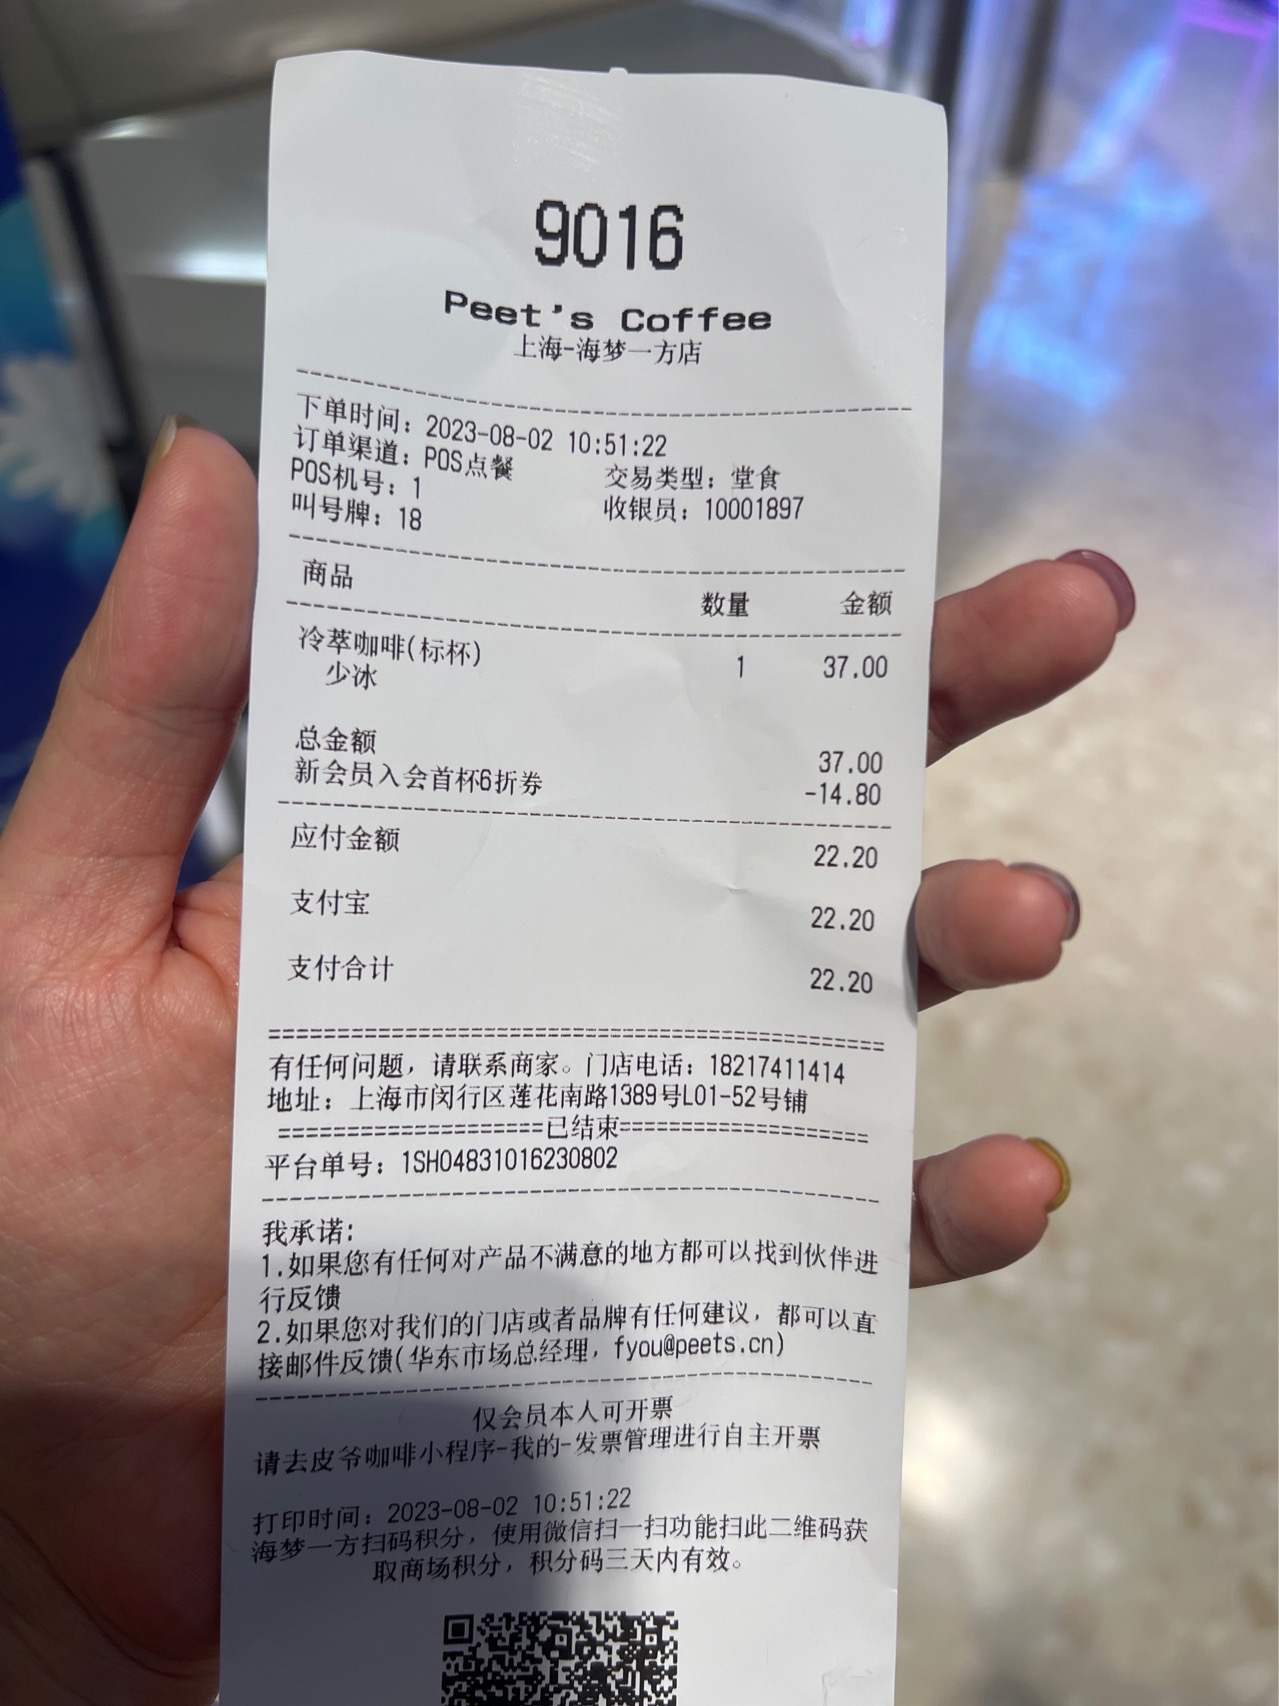 9016
Peet's Coffee
上海-海梦一方店
下单时间：2023-08-02 10:51:22
订单渠道：POS点餐 交易类型：堂食
POS机号：1 收银员：10001897
叫号牌：18
商品 数量 金额
冷萃咖啡(标杯) 1 37.00
少冰
总金额 37.00
新会员入会首杯6折券 -14.80
应付金额 22.20
支付宝 22.20
支付合计 22.20
有任何问题，请联系商家。门店电话：18217411414
地址：上海市闵行区莲花南路1389号L01-52号铺
===================已结束===================
平台单号：1SH04831016230802
我承诺:
1.如果您有任何对产品不满意的地方都可以找到伙伴进
行反馈
2.如果您对我们的门店或者品牌有任何建议，都可以直
接邮件反馈(华东市场总经理，fyou@peets.cn)
仅会员本人可开票
请去皮爷咖啡小程序-我的-发票管理进行自主开票
打印时间：2023-08-02 10:51:22
海梦一方扫码积分，使用微信扫一扫功能扫此二维码获
取商场积分，积分码三天内有效。